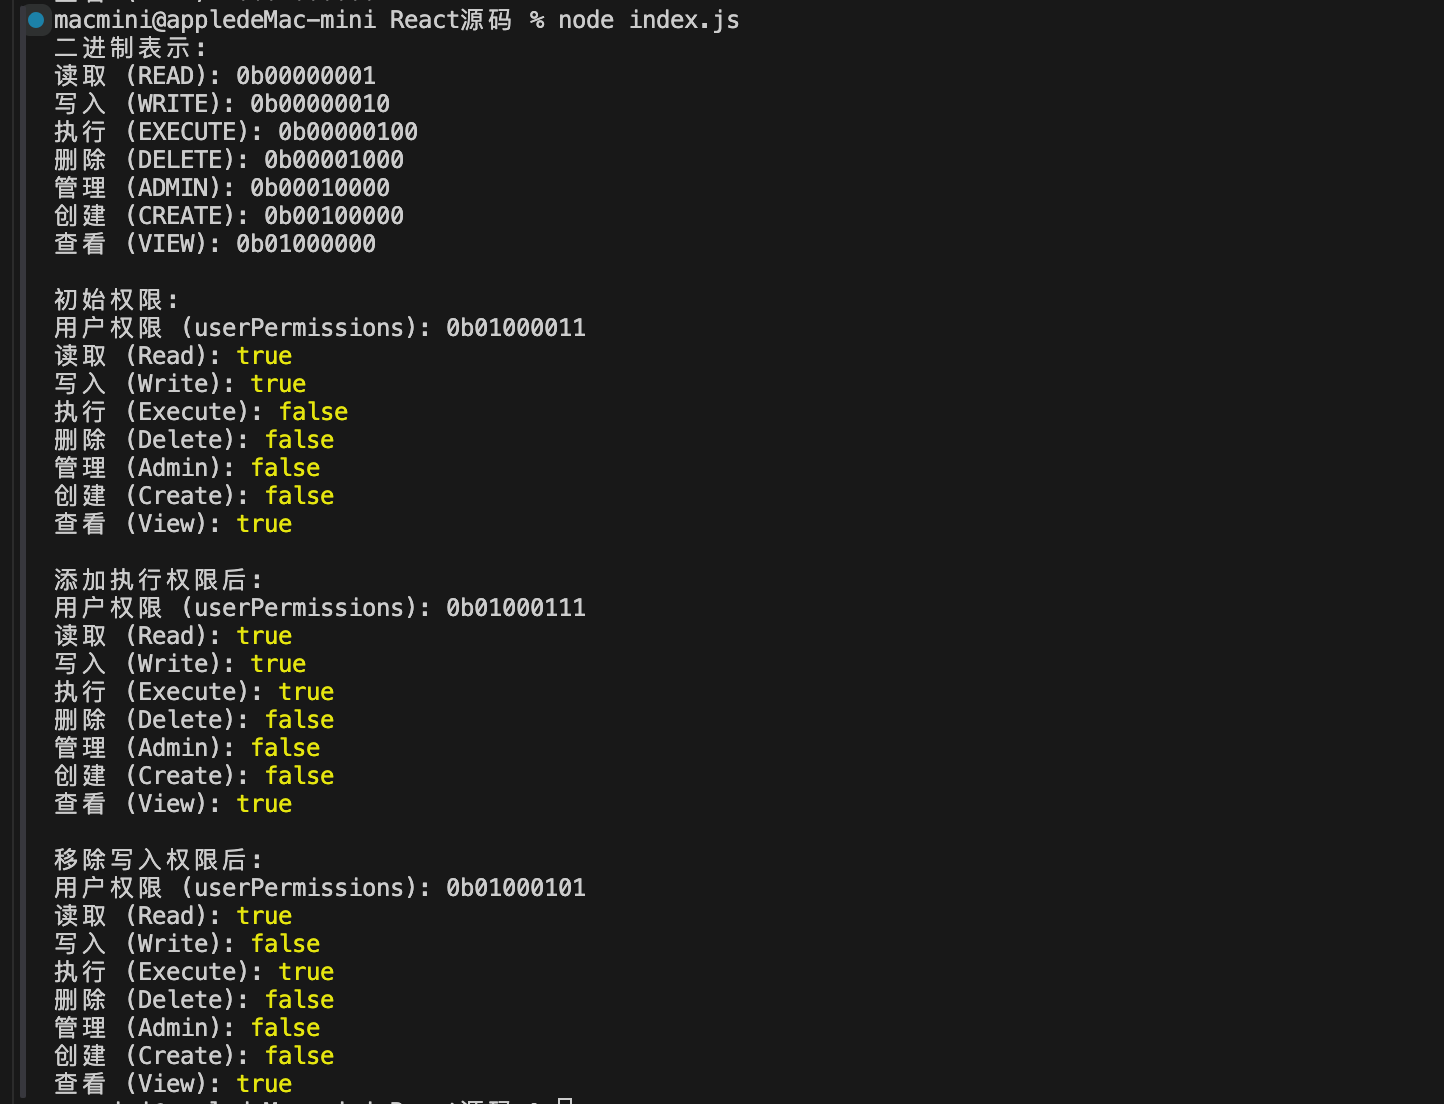 macmini@appledeMac-mini React源码 % node index.js
二进制表示:
读取 (READ): 0b00000001
写入 (WRITE): 0b00000010
执行 (EXECUTE): 0b00000100
删除 (DELETE): 0b00001000
管理 (ADMIN): 0b00010000
创建 (CREATE): 0b00100000
查看 (VIEW): 0b01000000
初始权限:
用户权限 (userPermissions): 0b01000011
读取 (Read): true
写入 (Write): true
执行 (Execute): false
删除 (Delete): false
管理 (Admin): false
创建 (Create): false
查看 (View): true
添加执行权限后:
用户权限 (userPermissions): 0b01000111
读取 (Read): true
写入 (Write): true
执行 (Execute): true
删除 (Delete): false
管理 (Admin): false
创建 (Create): false
查看 (View): true
移除写入权限后:
用户权限 (userPermissions): 0b01000101
读取 (Read): true
写入 (Write): false
执行 (Execute): true
删除 (Delete): false
管理 (Admin): false
创建 (Create): false
查看 (View): true